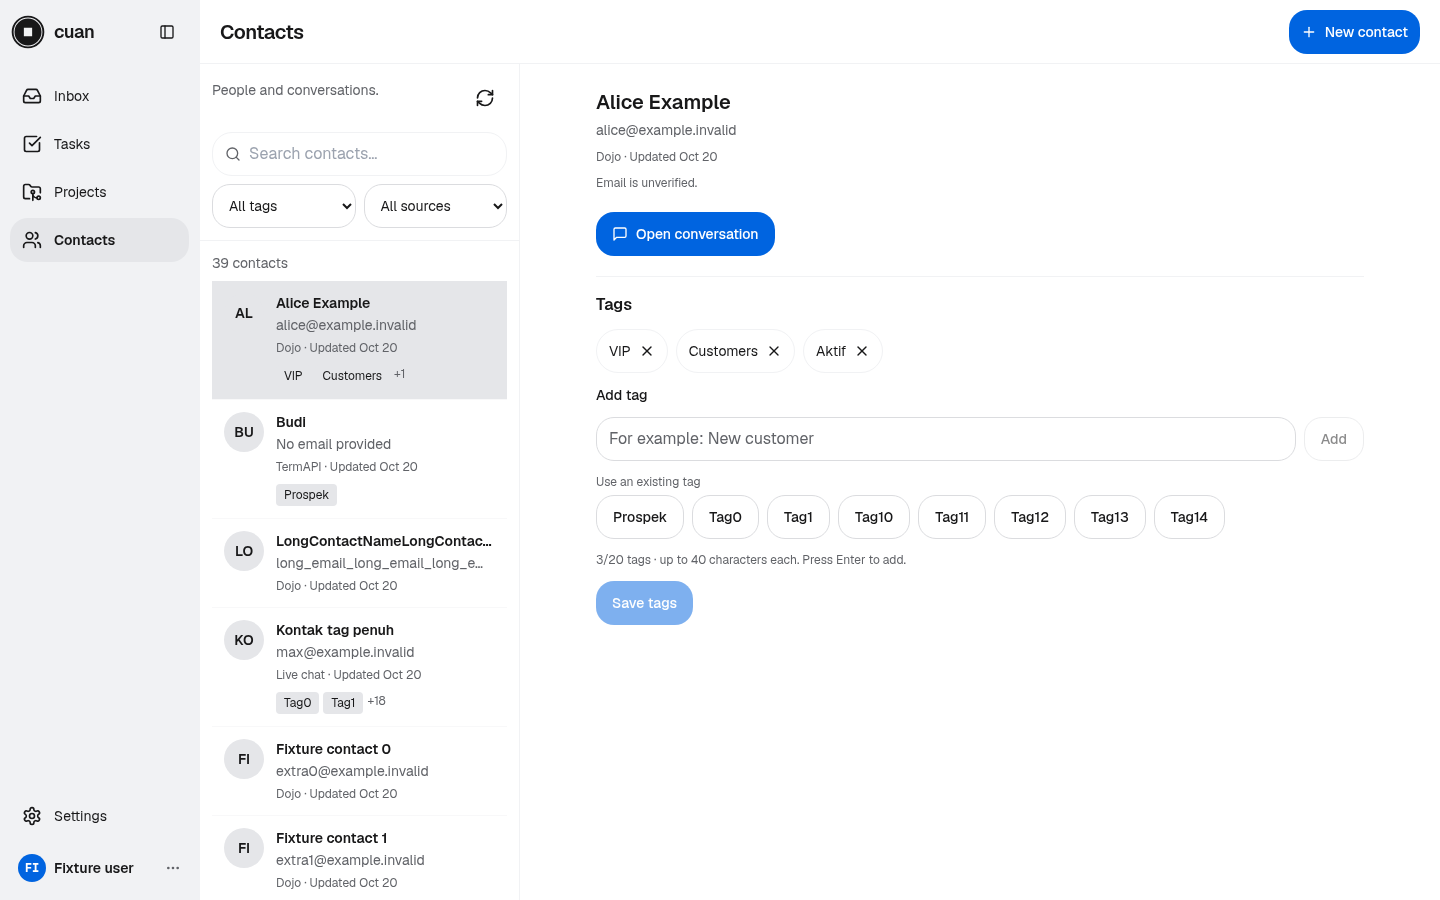 cuan
Inbox
Tasks
Projects
Contacts
Settings
FI
Fixture user
Contacts
New contact
People and conversations.
Search contacts...
All tags
All sources
39 contacts
AL
Alice Example
alice@example.invalid
Dojo · Updated Oct 20
VIP Customers +1
BU
Budi
No email provided
TermAPI · Updated Oct 20
Prospek
LO
LongContactNameLongContac...
long_email_long_email_long_e...
Dojo · Updated Oct 20
KO
Kontak tag penuh
max@example.invalid
Live chat · Updated Oct 20
Tag0 Tag1 +18
FI
Fixture contact 0
extra0@example.invalid
Dojo · Updated Oct 20
FI
Fixture contact 1
extra1@example.invalid
Dojo · Updated Oct 20
Alice Example
alice@example.invalid
Dojo · Updated Oct 20
Email is unverified.
Open conversation
Tags
VIP Customers Aktif
Add tag
For example: New customer
Add
Use an existing tag
Prospek Tag0 Tag1 Tag10 Tag11 Tag12 Tag13 Tag14
3/20 tags · up to 40 characters each. Press Enter to add.
Save tags